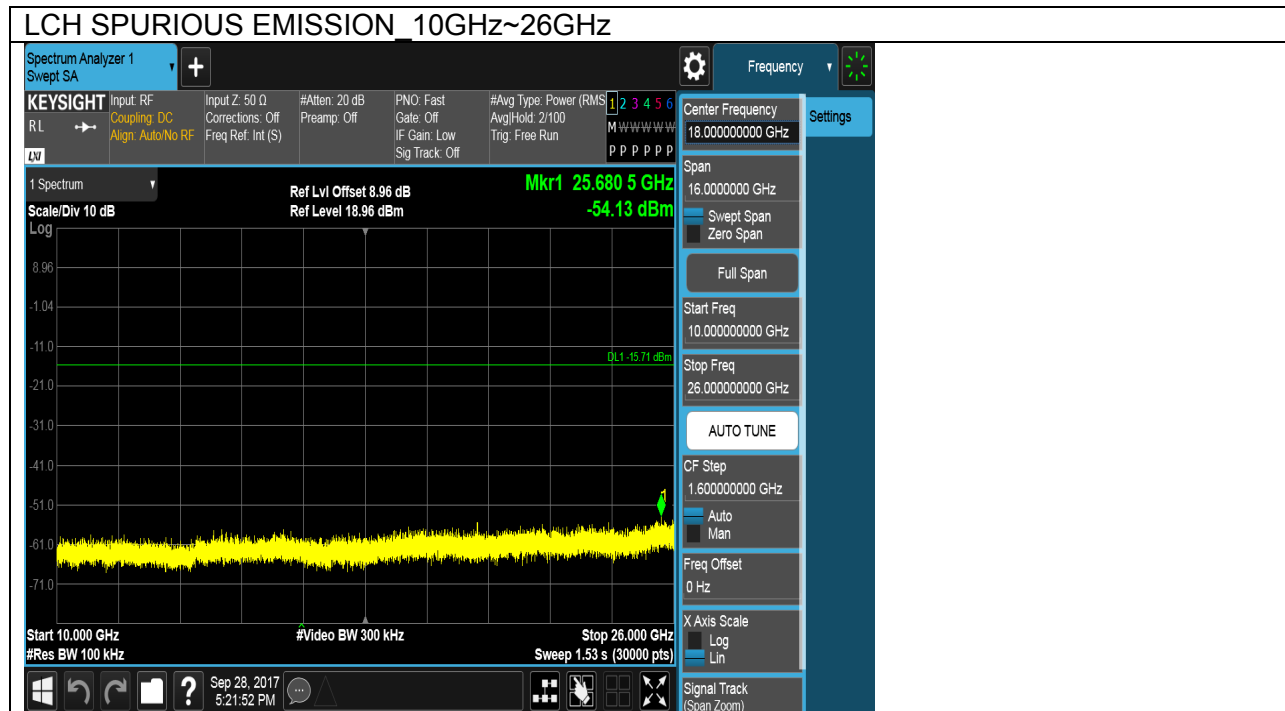 LCH SPURIOUS EMISSION_10GHz~26GHz
Spectrum Analyzer 1
Swept SA
+
Frequency
KEYSIGHT
RL
LXI
Input: RF
Coupling: DC
Align: Auto/No RF
Input Z: 50 Ω
Corrections: Off
Freq Ref: Int (S)
#Atten: 20 dB
Preamp: Off
PNO: Fast
Gate: Off
IF Gain: Low
Sig Track: Off
#Avg Type: Power (RMS
Avg|Hold: 2/100
Trig: Free Run
1 2 3 4 5 6
M W W W W W
P P P P P P
1 Spectrum
Scale/Div 10 dB
Log
Ref Lvl Offset 8.96 dB
Ref Level 18.96 dBm
Mkr1 25.680 5 GHz
-54.13 dBm
8.96
-1.04
-11.0
DL1 -15.71 dBm
-21.0
-31.0
-41.0
-51.0
1
-61.0
-71.0
Start 10.000 GHz
#Res BW 100 kHz
#Video BW 300 kHz
Stop 26.000 GHz
Sweep 1.53 s (30000 pts)
Center Frequency
18.000000000 GHz
Span
16.0000000 GHz
Swept Span
Zero Span
Full Span
Start Freq
10.000000000 GHz
Stop Freq
26.000000000 GHz
AUTO TUNE
CF Step
1.600000000 GHz
Auto
Man
Freq Offset
0 Hz
X Axis Scale
Log
Lin
Signal Track
(Span Zoom)
Settings
?
Sep 28, 2017
5:21:52 PM